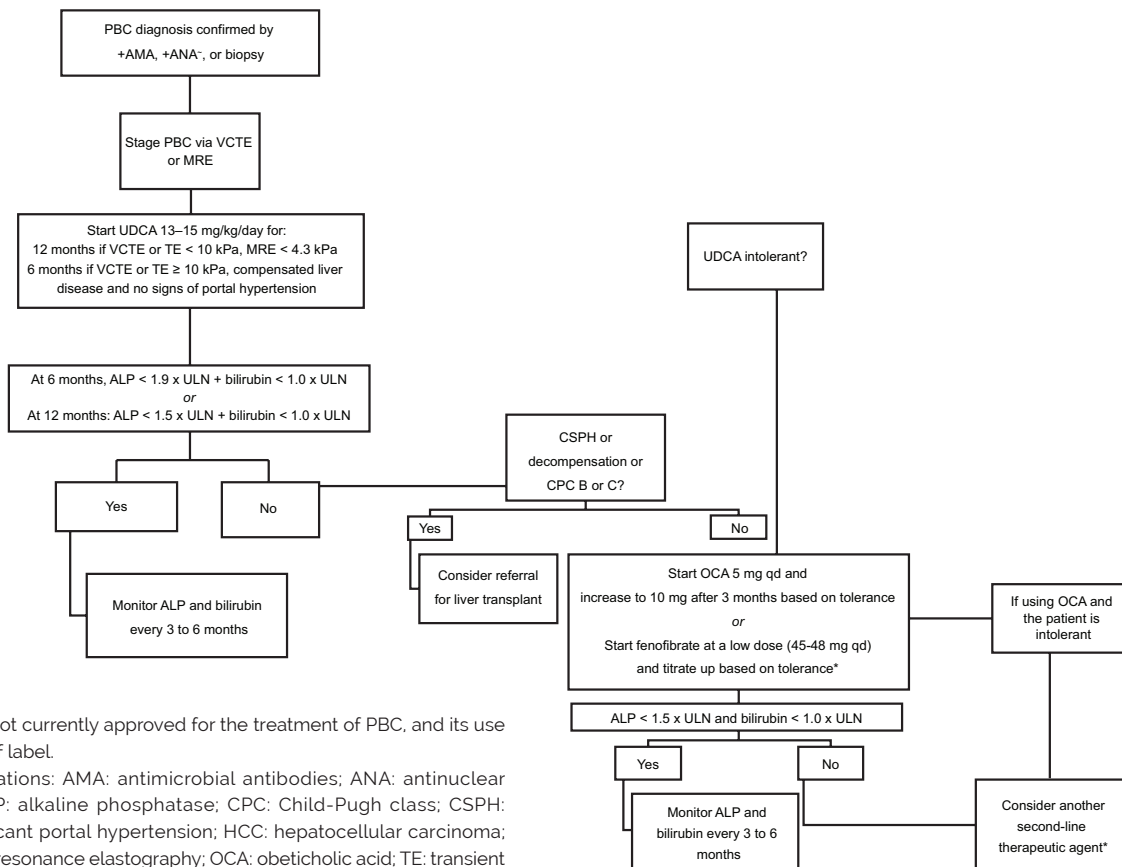 PBC diagnosis confirmed by
+AMA, +ANA~, or biopsy
Stage PBC via VCTE
or MRE
Start UDCA 13–15 mg/kg/day for:
12 months if VCTE or TE < 10 kPa, MRE < 4.3 kPa
6 months if VCTE or TE ≥ 10 kPa, compensated liver
disease and no signs of portal hypertension
At 6 months, ALP < 1.9 x ULN + bilirubin < 1.0 x ULN
or
At 12 months: ALP < 1.5 x ULN + bilirubin < 1.0 x ULN
Yes
No
Monitor ALP and bilirubin
every 3 to 6 months
CSPH or
decompensation or
CPC B or C?
Yes
No
Consider referral
for liver transplant
UDCA intolerant?
Start OCA 5 mg qd and
increase to 10 mg after 3 months based on tolerance
or
Start fenofibrate at a low dose (45-48 mg qd)
and titrate up based on tolerance*
If using OCA and
the patient is
intolerant
ALP < 1.5 x ULN and bilirubin < 1.0 x ULN
Yes
No
Monitor ALP and
bilirubin every 3 to 6
months
Consider another
second-line
therapeutic agent*
ot currently approved for the treatment of PBC, and its use
f label.
ations: AMA: antimicrobial antibodies; ANA: antinuclear
P: alkaline phosphatase; CPC: Child-Pugh class; CSPH:
cant portal hypertension; HCC: hepatocellular carcinoma;
resonance elastography; OCA: obeticholic acid; TE: transient